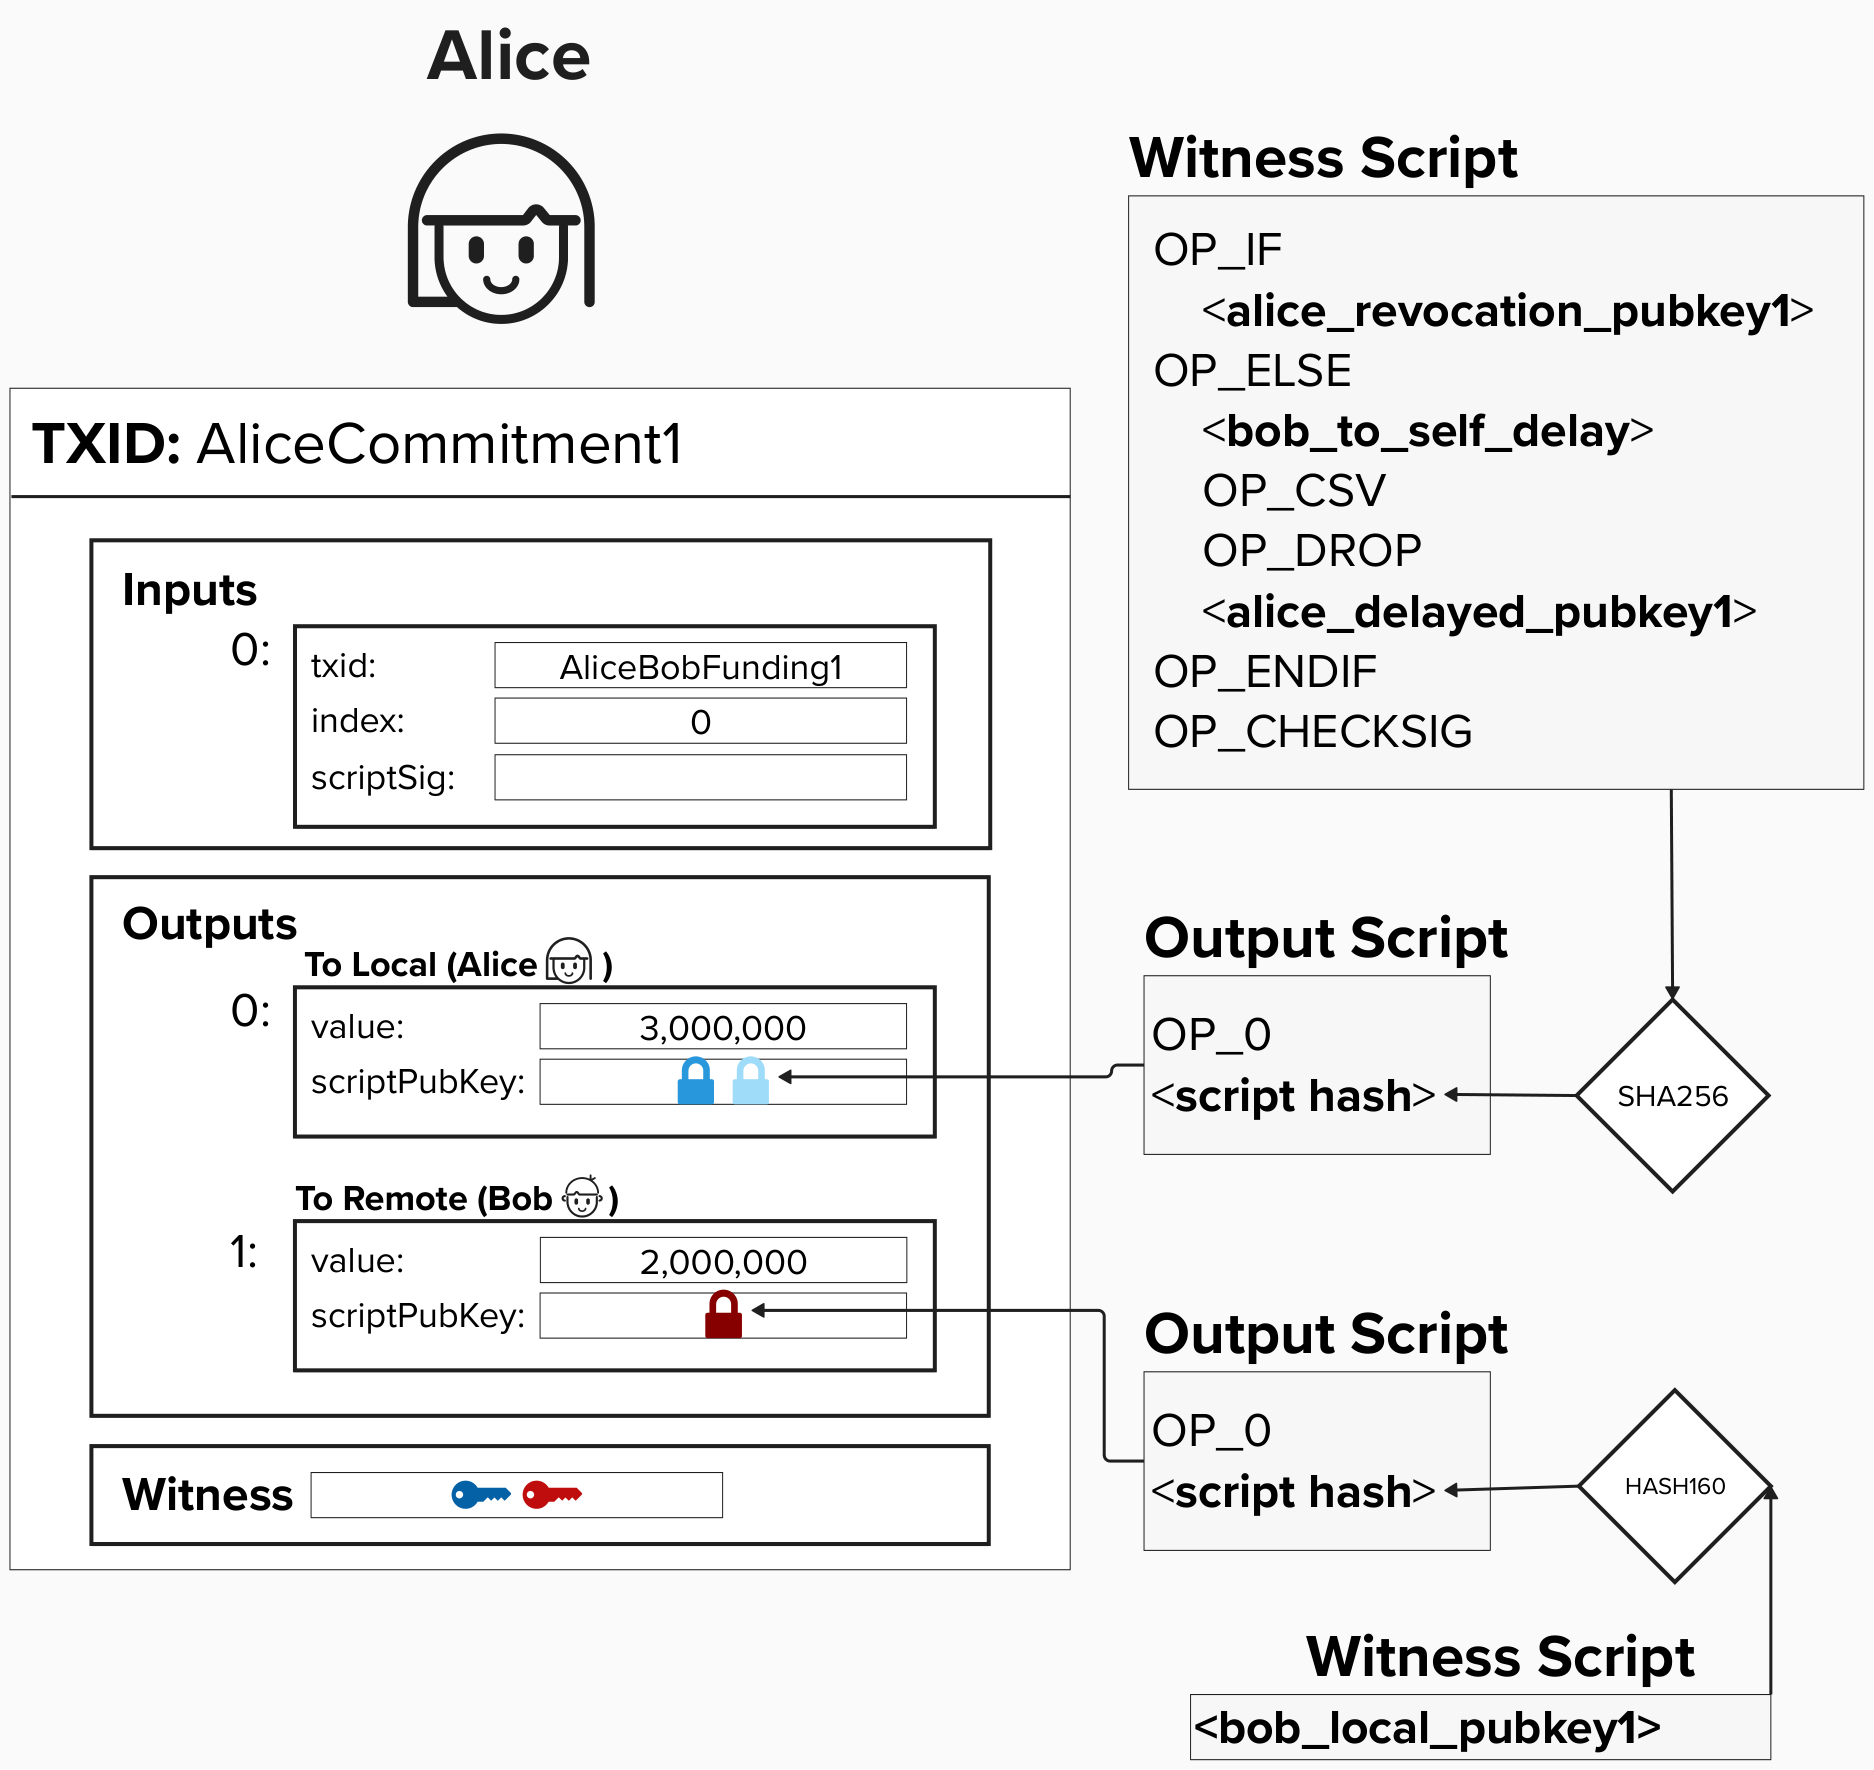 Alice
TXID: AliceCommitment1
Inputs
0:
txid: AliceBobFunding1
index: 0
scriptSig:
Outputs
To Local (Alice )
0:
value: 3,000,000
scriptPubKey:
To Remote (Bob )
1:
value: 2,000,000
scriptPubKey:
Witness
Witness Script
OP_IF
<alice_revocation_pubkey1>
OP_ELSE
<bob_to_self_delay>
OP_CSV
OP_DROP
<alice_delayed_pubkey1>
OP_ENDIF
OP_CHECKSIG
Output Script
OP_0
<script hash>
SHA256
Output Script
OP_0
<script hash>
HASH160
Witness Script
<bob_local_pubkey1>